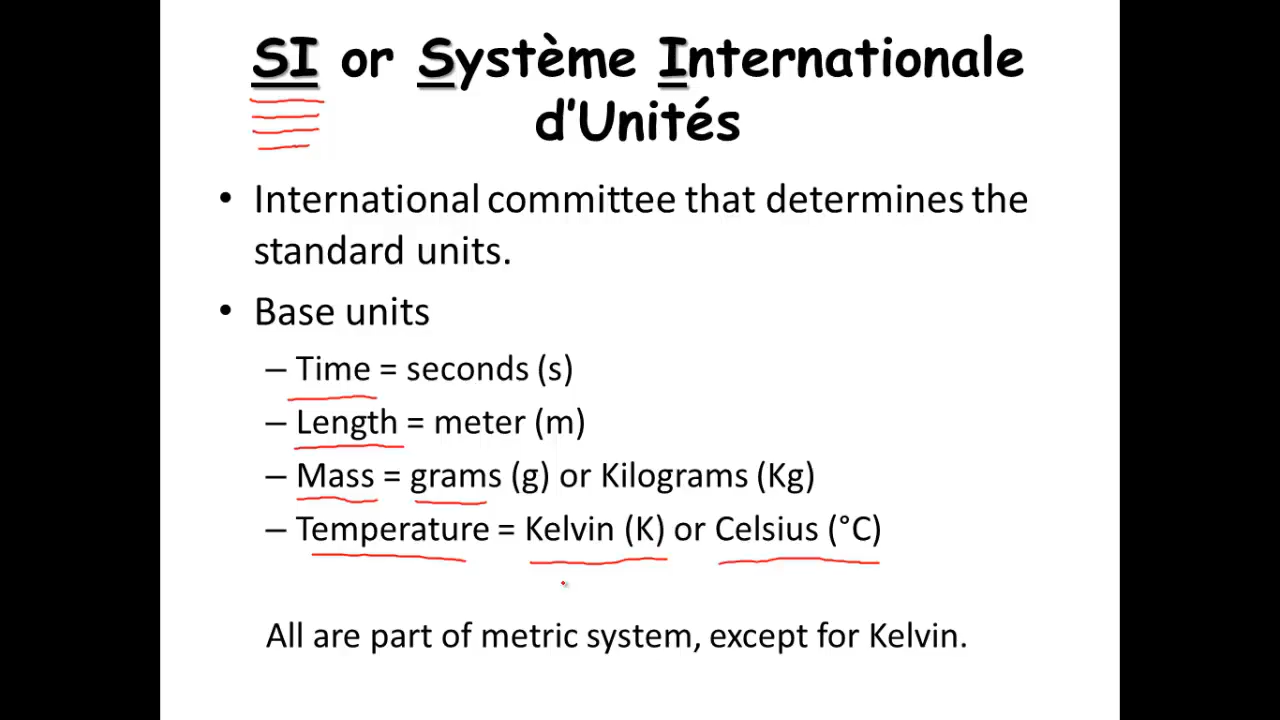 SI or Système Internationale
d'Unités
• International committee that determines the
standard units.
• Base units
– Time = seconds (s)
– Length = meter (m)
– Mass = grams (g) or Kilograms (Kg)
– Temperature = Kelvin (K) or Celsius (°C)
All are part of metric system, except for Kelvin.